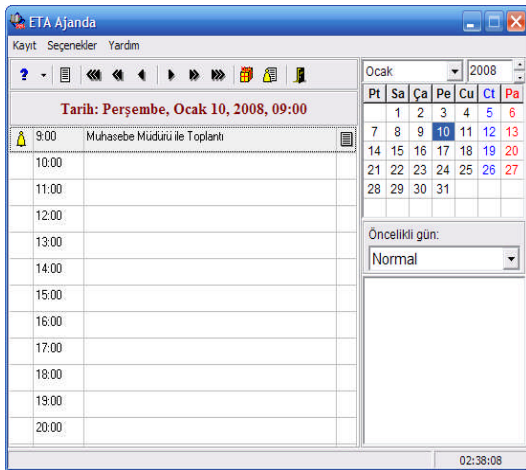 ETA Ajanda
Kayıt Seçenekler Yardım
Tarih: Perşembe, Ocak 10, 2008, 09:00
9:00 Muhasebe Müdürü ile Toplantı
10:00
11:00
12:00
13:00
14:00
15:00
16:00
17:00
18:00
19:00
20:00
Ocak 2008
Pt Sa Ça Pe Cu Ct Pa
1 2 3 4 5 6
7 8 9 10 11 12 13
14 15 16 17 18 19 20
21 22 23 24 25 26 27
28 29 30 31
Öncelikli gün:
Normal
02:38:08